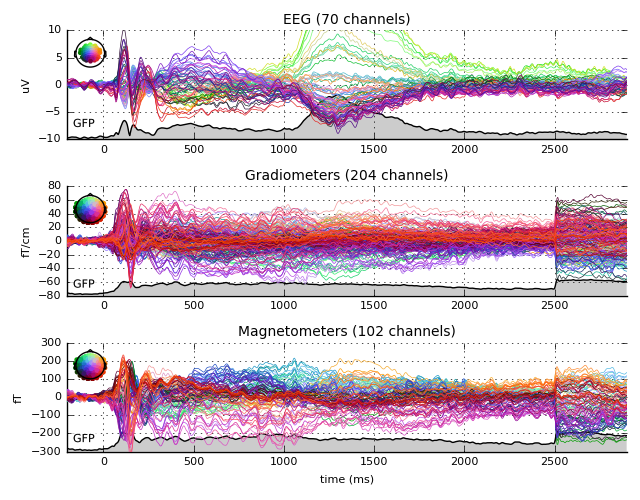 EEG (70 channels)
10
5
0
−5
−10
uV
GFP
0 500 1000 1500 2000 2500
Gradiometers (204 channels)
80
60
40
20
0
−20
−40
−60
−80
fT/cm
GFP
0 500 1000 1500 2000 2500
Magnetometers (102 channels)
300
200
100
0
−100
−200
−300
fT
GFP
0 500 1000 1500 2000 2500
time (ms)